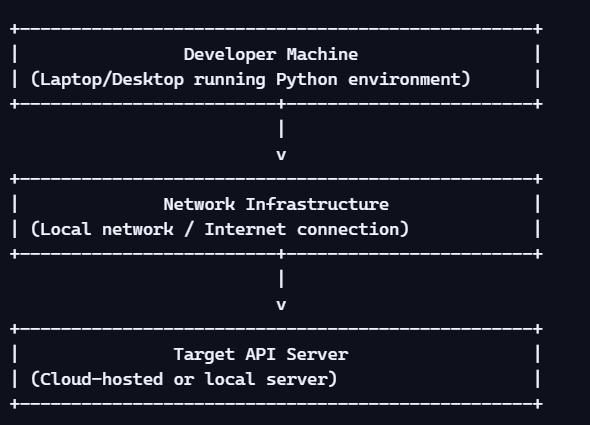 +--------------------------------------------------+
|                Developer Machine                 |
| (Laptop/Desktop running Python environment)      |
+-------------------------+------------------------+
                          |
                          v
+--------------------------------------------------+
|              Network Infrastructure              |
| (Local network / Internet connection)            |
+-------------------------+------------------------+
                          |
                          v
+--------------------------------------------------+
|               Target API Server                  |
| (Cloud-hosted or local server)                   |
+--------------------------------------------------+